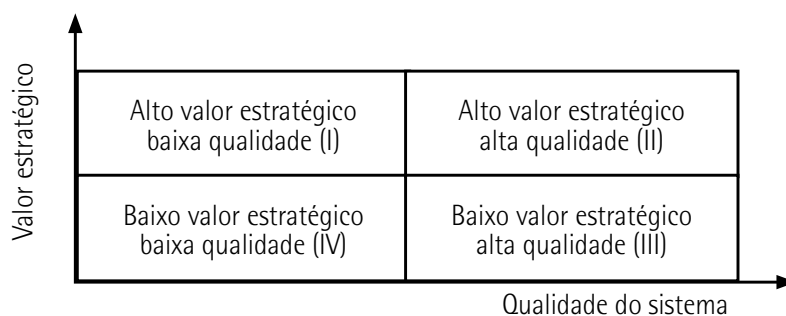 Valor estratégico
Alto valor estratégico
baixa qualidade (I)
Alto valor estratégico
alta qualidade (II)
Baixo valor estratégico
baixa qualidade (IV)
Baixo valor estratégico
alta qualidade (III)
Qualidade do sistema